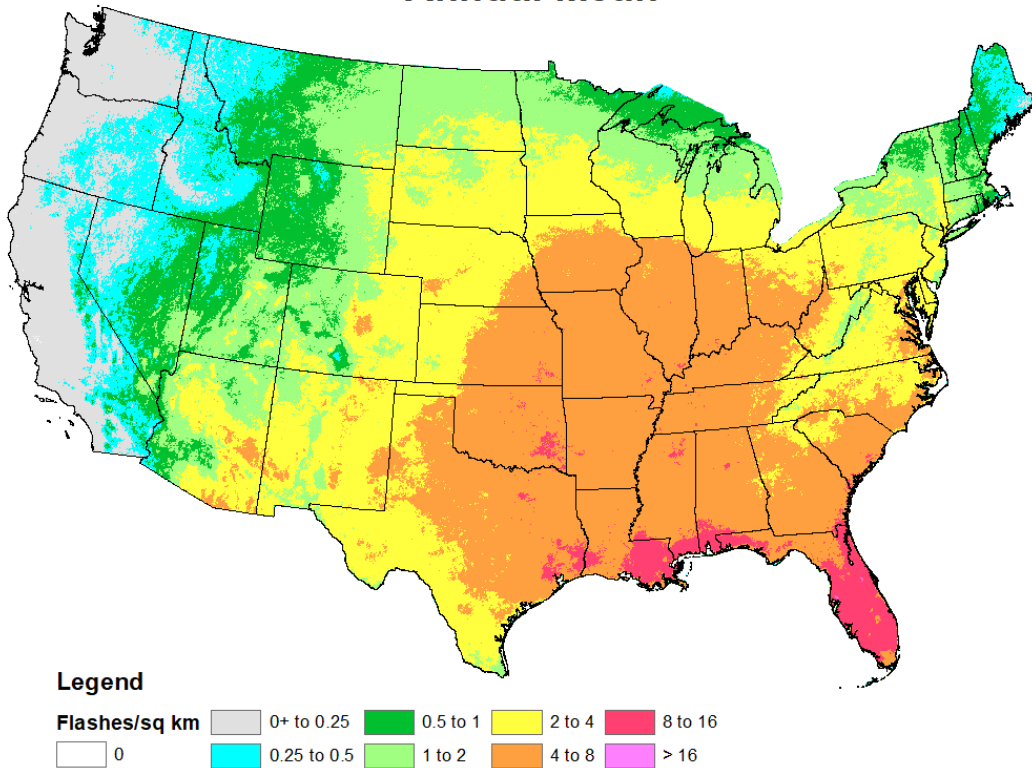 Legend
Flashes/sq km
0
0+ to 0.25
0.25 to 0.5
0.5 to 1
1 to 2
2 to 4
4 to 8
8 to 16
> 16